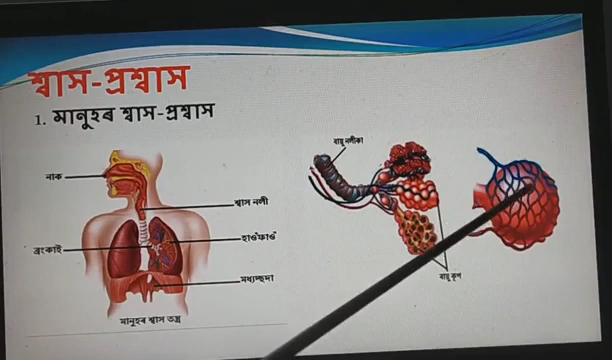 শ্বাস-প্ৰশ্বাস
1. মানুহৰ শ্বাস-প্ৰশ্বাস
নাক
শ্বাস নলী
ব্ৰংকাই
হাওঁফাওঁ
মধ্যচ্ছদা
মানুহৰ শ্বাস তন্ত্ৰ
বায়ু নলীকা
বায়ু কূপ